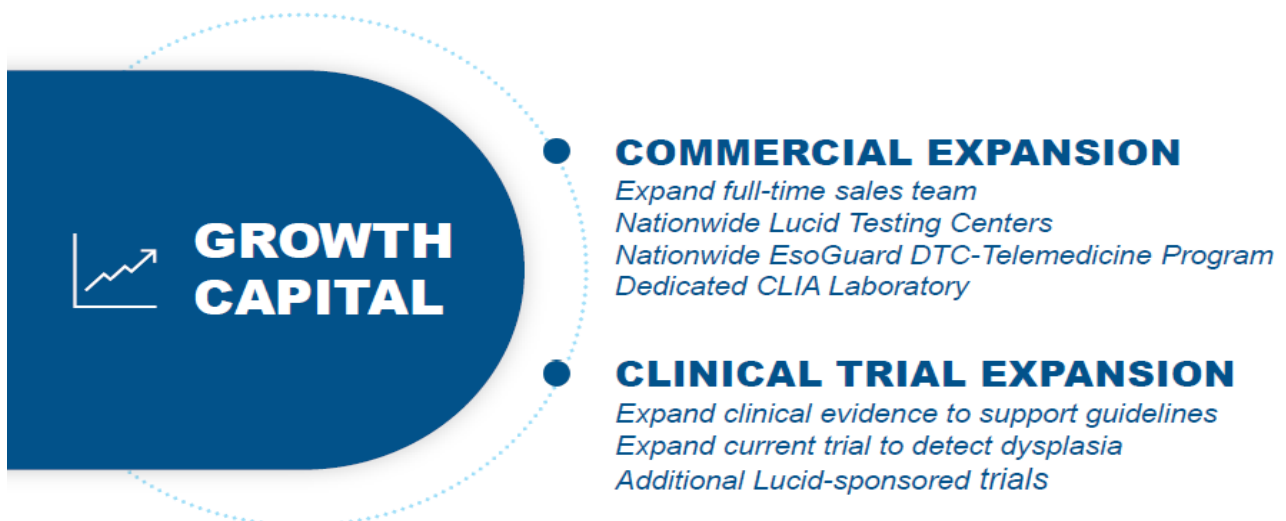 GROWTH
CAPITAL
COMMERCIAL EXPANSION
Expand full-time sales team
Nationwide Lucid Testing Centers
Nationwide EsoGuard DTC-Telemedicine Program
Dedicated CLIA Laboratory
CLINICAL TRIAL EXPANSION
Expand clinical evidence to support guidelines
Expand current trial to detect dysplasia
Additional Lucid-sponsored trials